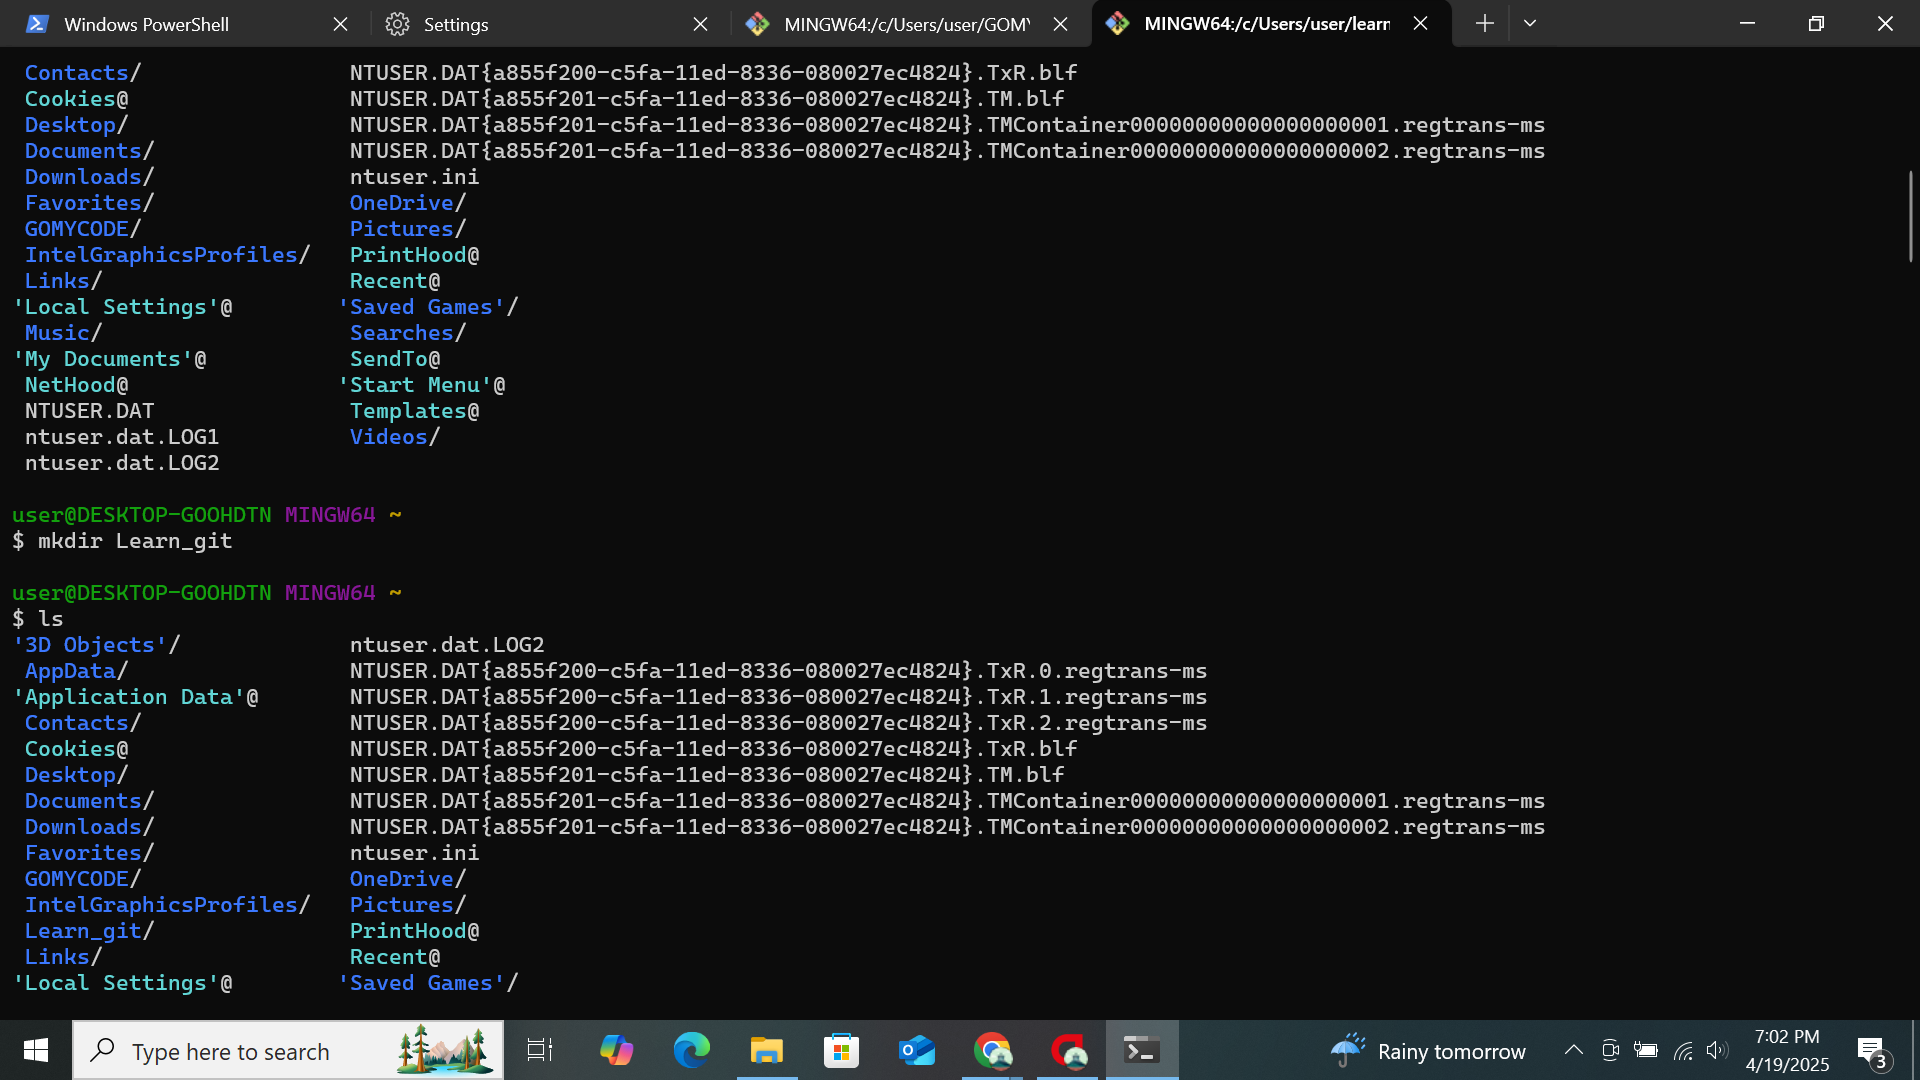 Windows PowerShell
Settings
MINGW64:/c/Users/user/GOMY
MINGW64:/c/Users/user/learn
Contacts/ NTUSER.DAT{a855f200-c5fa-11ed-8336-080027ec4824}.TxR.blf
Cookies@ NTUSER.DAT{a855f201-c5fa-11ed-8336-080027ec4824}.TM.blf
Desktop/ NTUSER.DAT{a855f201-c5fa-11ed-8336-080027ec4824}.TMContainer00000000000000000001.regtrans-ms
Documents/ NTUSER.DAT{a855f201-c5fa-11ed-8336-080027ec4824}.TMContainer00000000000000000002.regtrans-ms
Downloads/ ntuser.ini
Favorites/ OneDrive/
GOMYCODE/ Pictures/
IntelGraphicsProfiles/ PrintHood@
Links/ Recent@
'Local Settings'@ 'Saved Games'/
Music/ Searches/
'My Documents'@ SendTo@
NetHood@ 'Start Menu'@
NTUSER.DAT Templates@
ntuser.dat.LOG1 Videos/
ntuser.dat.LOG2
user@DESKTOP-GOOHDTN MINGW64 ~
$ mkdir Learn_git
user@DESKTOP-GOOHDTN MINGW64 ~
$ ls
'3D Objects'/ ntuser.dat.LOG2
AppData/ NTUSER.DAT{a855f200-c5fa-11ed-8336-080027ec4824}.TxR.0.regtrans-ms
'Application Data'@ NTUSER.DAT{a855f200-c5fa-11ed-8336-080027ec4824}.TxR.1.regtrans-ms
Contacts/ NTUSER.DAT{a855f200-c5fa-11ed-8336-080027ec4824}.TxR.2.regtrans-ms
Cookies@ NTUSER.DAT{a855f200-c5fa-11ed-8336-080027ec4824}.TxR.blf
Desktop/ NTUSER.DAT{a855f201-c5fa-11ed-8336-080027ec4824}.TM.blf
Documents/ NTUSER.DAT{a855f201-c5fa-11ed-8336-080027ec4824}.TMContainer00000000000000000001.regtrans-ms
Downloads/ NTUSER.DAT{a855f201-c5fa-11ed-8336-080027ec4824}.TMContainer00000000000000000002.regtrans-ms
Favorites/ ntuser.ini
GOMYCODE/ OneDrive/
IntelGraphicsProfiles/ Pictures/
Learn_git/ PrintHood@
Links/ Recent@
'Local Settings'@ 'Saved Games'/
Type here to search
Rainy tomorrow
7:02 PM
4/19/2025
3